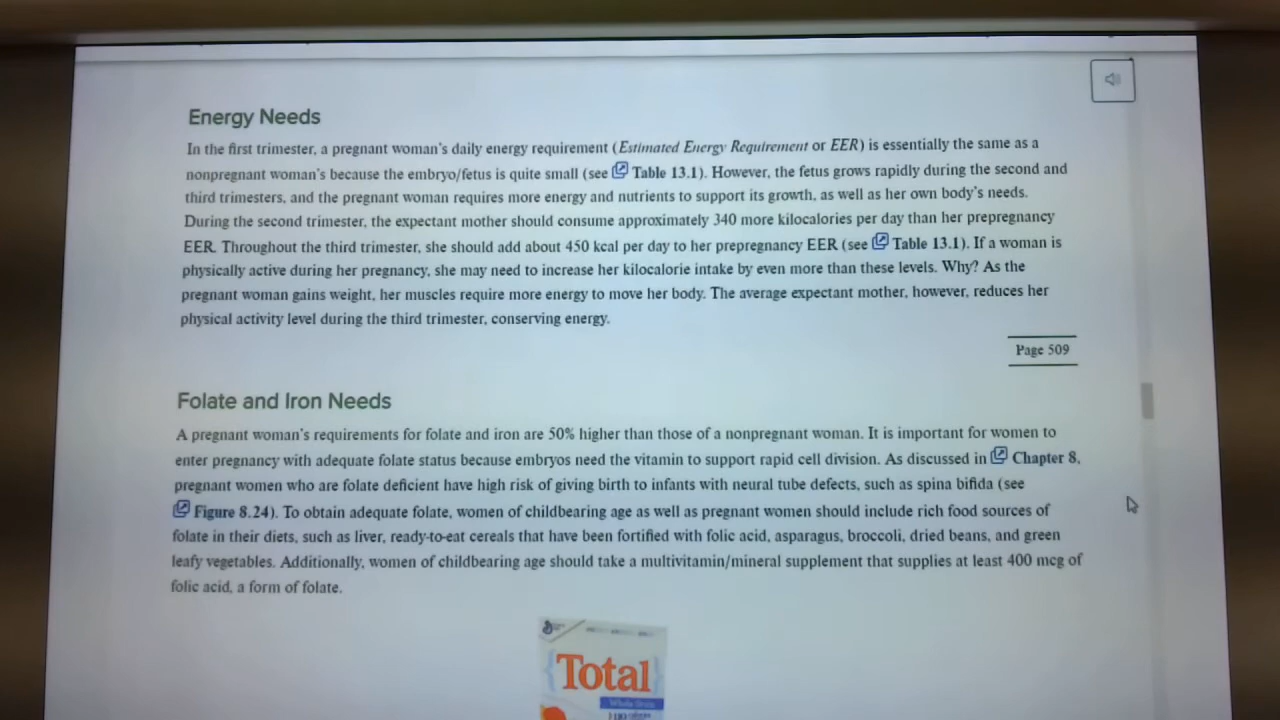 Energy Needs
In the first trimester, a pregnant woman's daily energy requirement (Estimated Energy Requirement or EER) is essentially the same as a
nonpregnant woman's because the embryo/fetus is quite small (see Table 13.1). However, the fetus grows rapidly during the second and
third trimesters, and the pregnant woman requires more energy and nutrients to support its growth, as well as her own body's needs.
During the second trimester, the expectant mother should consume approximately 340 more kilocalories per day than her prepregnancy
EER. Throughout the third trimester, she should add about 450 kcal per day to her prepregnancy EER (see Table 13.1). If a woman is
physically active during her pregnancy, she may need to increase her kilocalorie intake by even more than these levels. Why? As the
pregnant woman gains weight, her muscles require more energy to move her body. The average expectant mother, however, reduces her
physical activity level during the third trimester, conserving energy.
Page 509
Folate and Iron Needs
A pregnant woman's requirements for folate and iron are 50% higher than those of a nonpregnant woman. It is important for women to
enter pregnancy with adequate folate status because embryos need the vitamin to support rapid cell division. As discussed in Chapter 8,
pregnant women who are folate deficient have high risk of giving birth to infants with neural tube defects, such as spina bifida (see
Figure 8.24). To obtain adequate folate, women of childbearing age as well as pregnant women should include rich food sources of
folate in their diets, such as liver, ready-to-eat cereals that have been fortified with folic acid, asparagus, broccoli, dried beans, and green
leafy vegetables. Additionally, women of childbearing age should take a multivitamin/mineral supplement that supplies at least 400 mcg of
folic acid, a form of folate.
Total